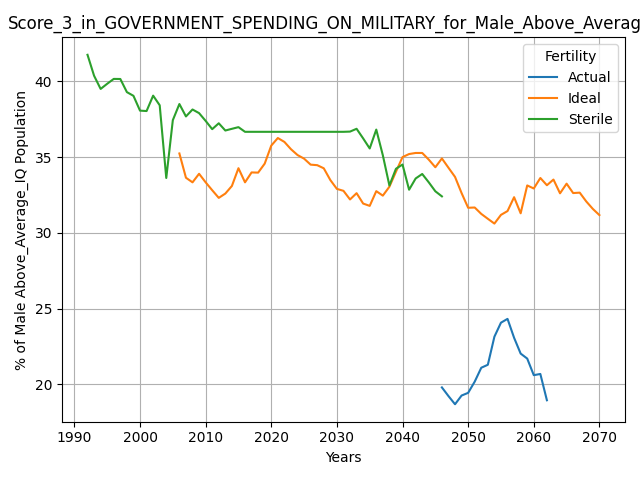 Score_3_in_GOVERNMENT_SPENDING_ON_MILITARY_for_Male_Above_Averag
Fertility
Actual
Ideal
Sterile
% of Male Above_Average_IQ Population
40
35
30
25
20
1990 2000 2010 2020 2030 2040 2050 2060 2070
Years